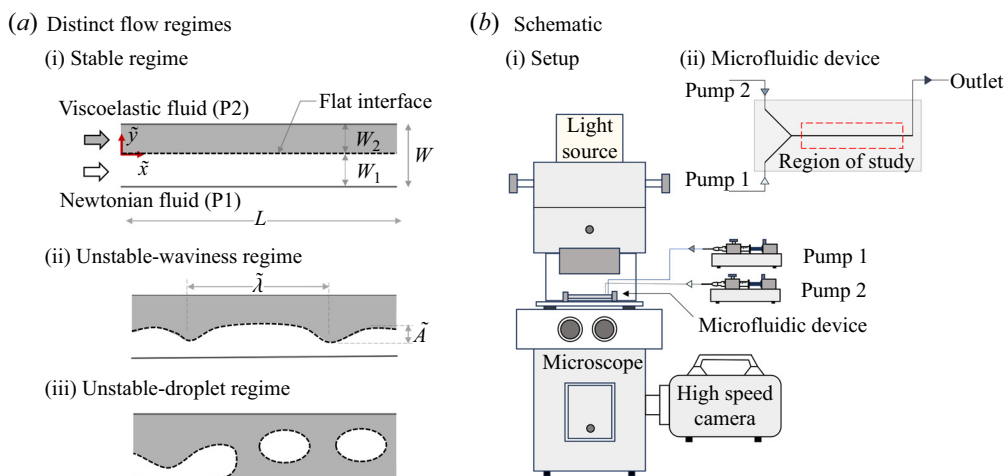 (a) Distinct flow regimes
(i) Stable regime
Viscoelastic fluid (P2)
Flat interface
ỹ
x̃
W₂
W₁
W
Newtonian fluid (P1)
L
(ii) Unstable-waviness regime
λ̃
Ã
(iii) Unstable-droplet regime
(b) Schematic
(i) Setup
Light
source
Microscope
High speed
camera
Pump 1
Pump 2
Microfluidic device
(ii) Microfluidic device
Pump 2
Outlet
Region of study
Pump 1